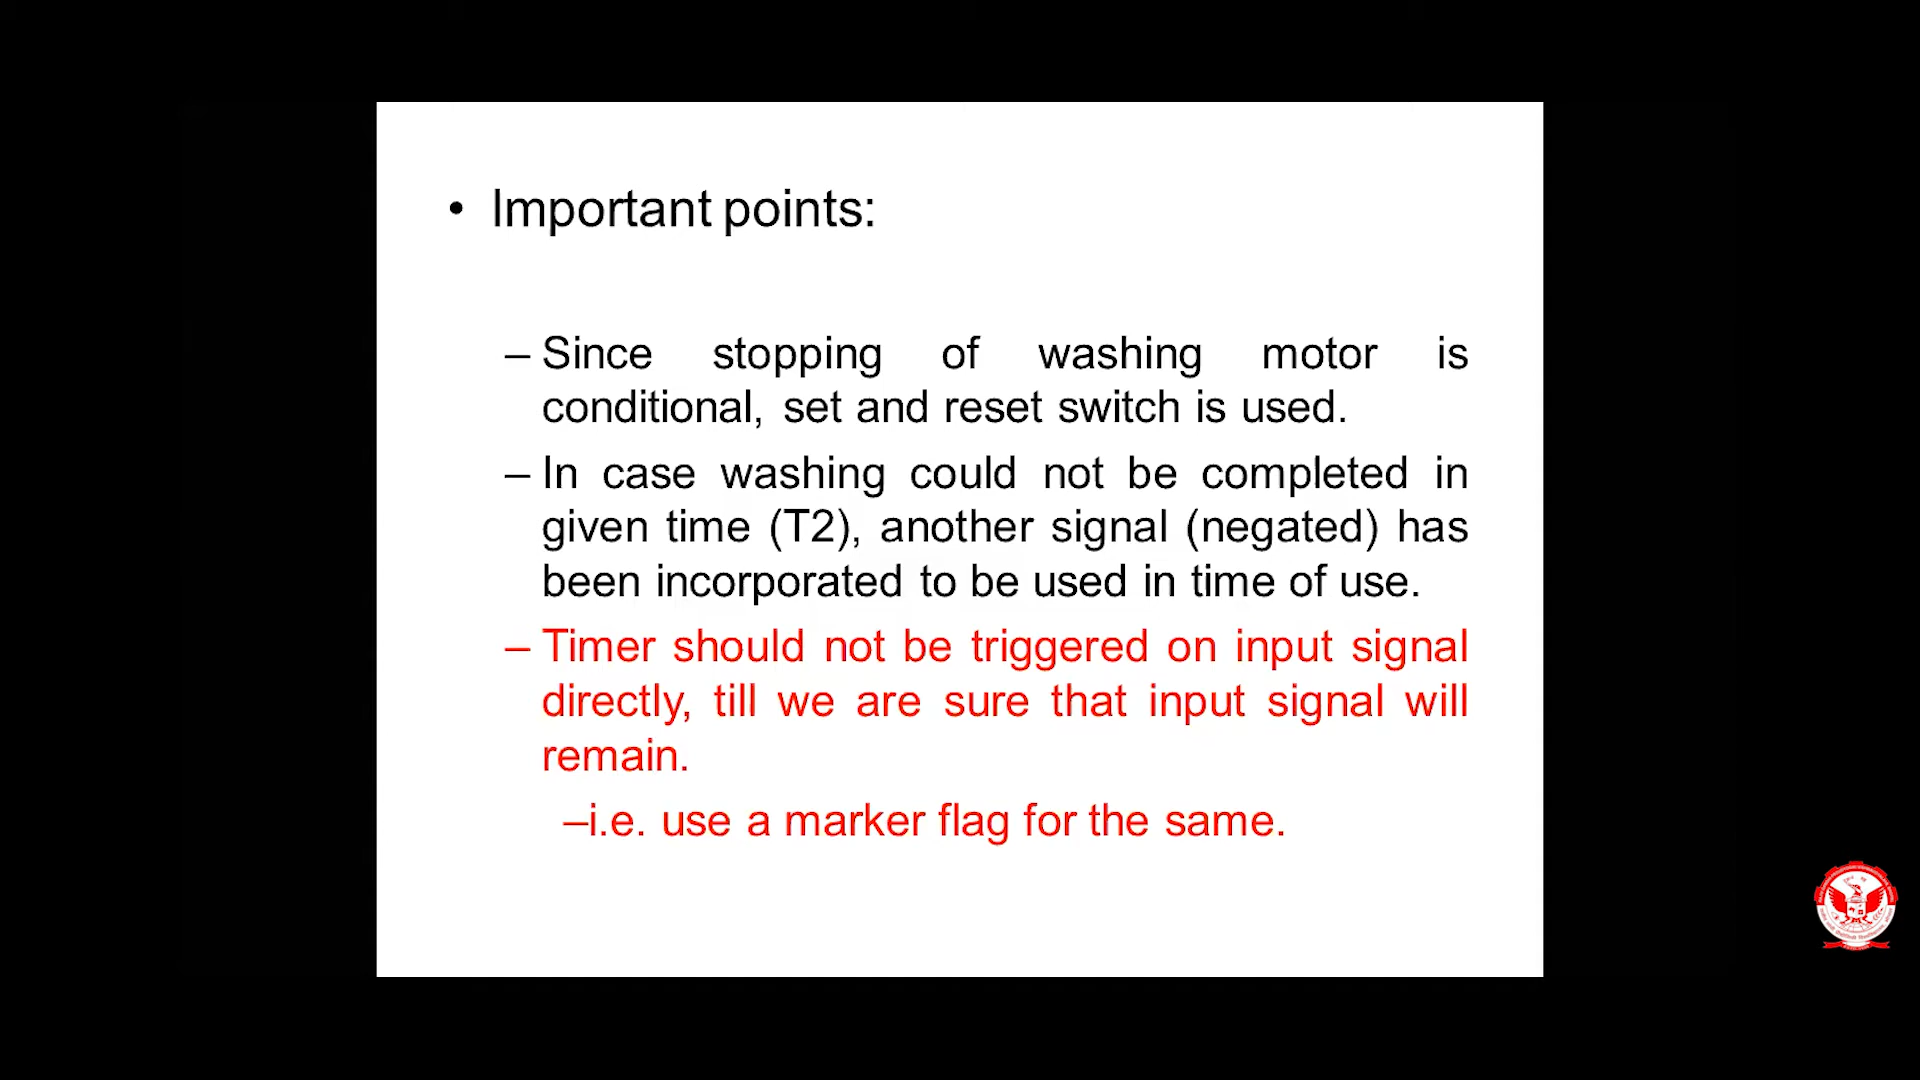 • Important points:
– Since stopping of washing motor is
conditional, set and reset switch is used.
– In case washing could not be completed in
given time (T2), another signal (negated) has
been incorporated to be used in time of use.
– Timer should not be triggered on input signal
directly, till we are sure that input signal will
remain.
–i.e. use a marker flag for the same.